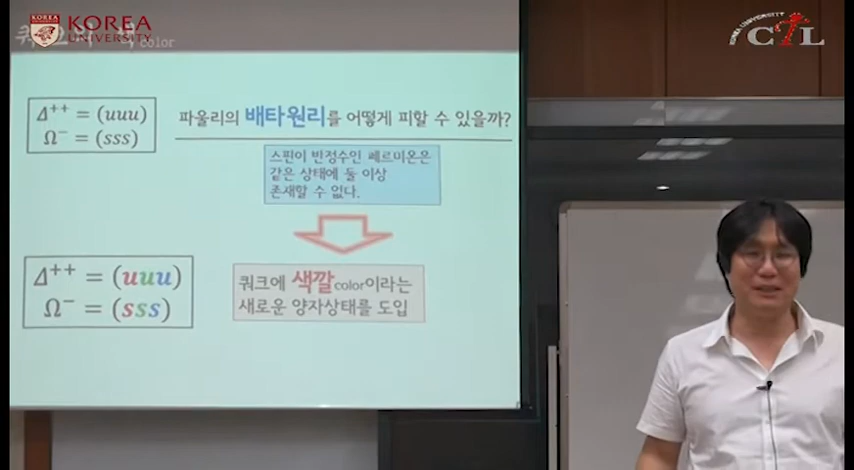 KOREA
UNIVERSITY
color
KOREA UNIVERSITY
CTL
Δ⁺⁺ = (uuu)
Ω⁻ = (sss)
파울리의 배타원리를 어떻게 피할 수 있을까?
스핀이 반정수인 페르미온은
같은 상태에 둘 이상
존재할 수 없다.
Δ⁺⁺ = (uuu)
Ω⁻ = (sss)
쿼크에 색깔color이라는
새로운 양자상태를 도입